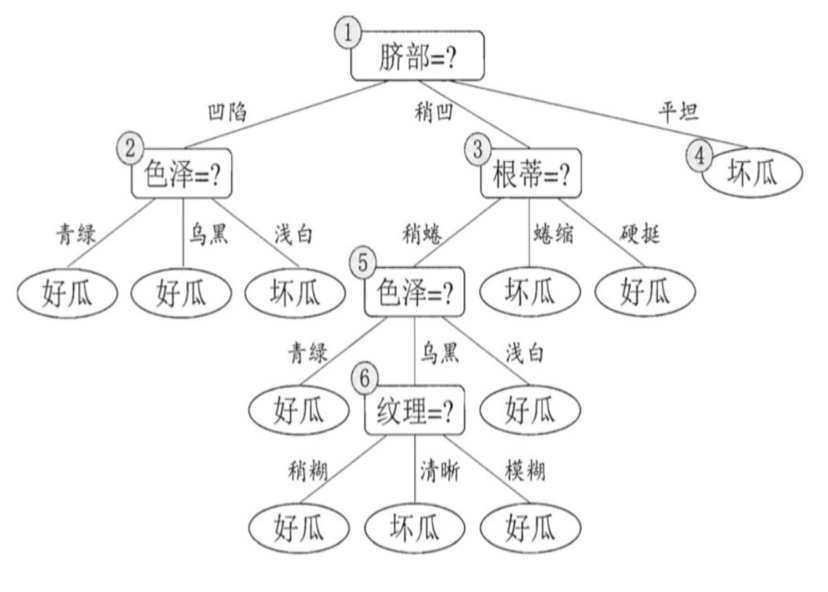 1
脐部=?
凹陷 稍凹 平坦
2 3 4
色泽=? 根蒂=? 坏瓜
青绿 乌黑 浅白 稍蜷 蜷缩 硬挺
5
好瓜 好瓜 坏瓜 色泽=? 坏瓜 好瓜
青绿 乌黑 浅白
6
好瓜 纹理=? 好瓜
稍糊 清晰 模糊
好瓜 坏瓜 好瓜